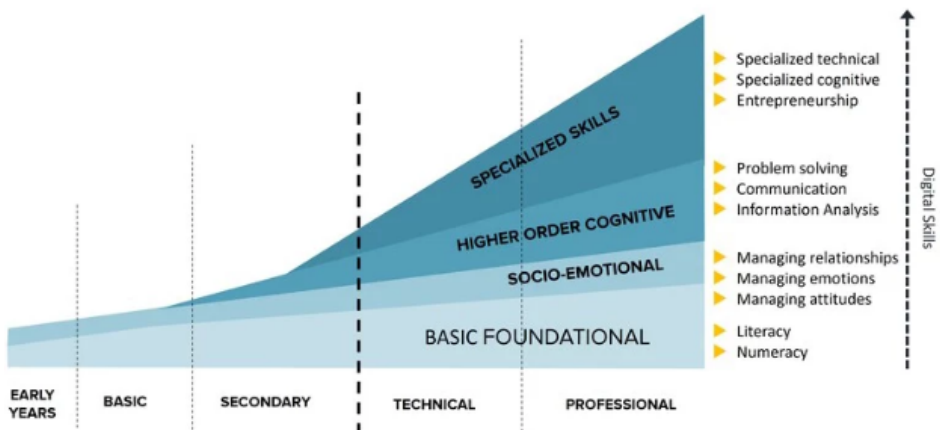 Specialized technical
Specialized cognitive
Entrepreneurship
SPECIALIZED SKILLS
Problem solving
Communication
Information Analysis
HIGHER ORDER COGNITIVE
Managing relationships
Managing emotions
Managing attitudes
SOCIO-EMOTIONAL
Literacy
Numeracy
BASIC FOUNDATIONAL
Digital Skills
EARLY
YEARS
BASIC
SECONDARY
TECHNICAL
PROFESSIONAL